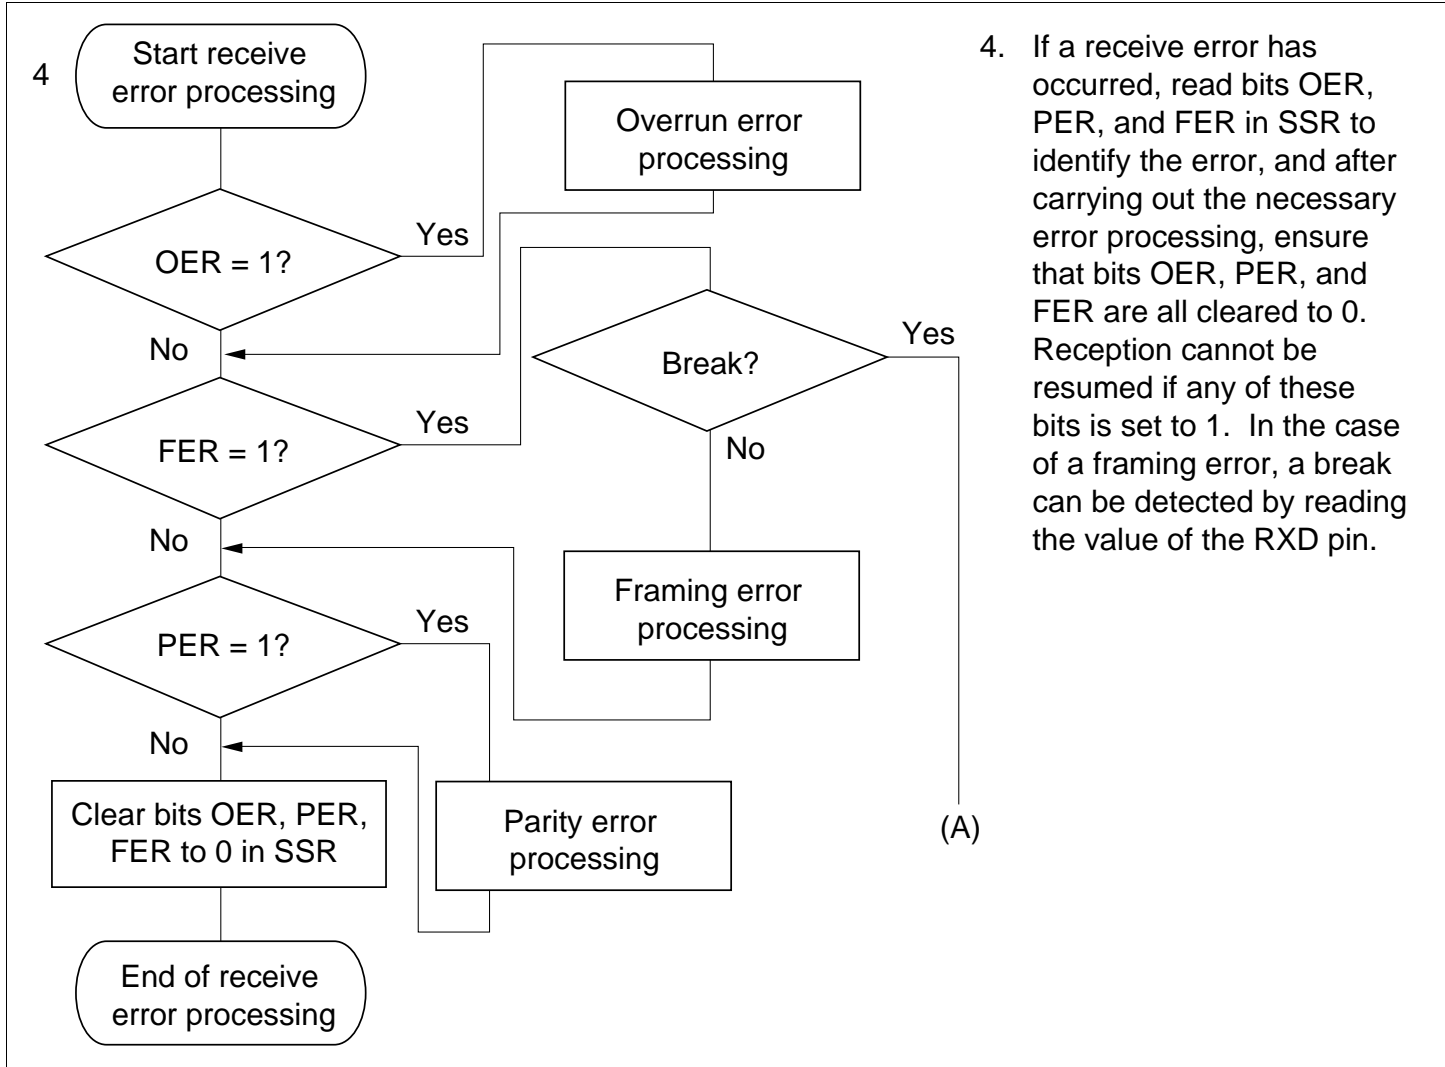 4
Start receive
error processing
Overrun error
processing
OER = 1?
Yes
No
Break?
Yes
No
FER = 1?
Yes
No
Framing error
processing
PER = 1?
Yes
No
Clear bits OER, PER,
FER to 0 in SSR
Parity error
processing
(A)
End of receive
error processing
4. If a receive error has
occurred, read bits OER,
PER, and FER in SSR to
identify the error, and after
carrying out the necessary
error processing, ensure
that bits OER, PER, and
FER are all cleared to 0.
Reception cannot be
resumed if any of these
bits is set to 1. In the case
of a framing error, a break
can be detected by reading
the value of the RXD pin.